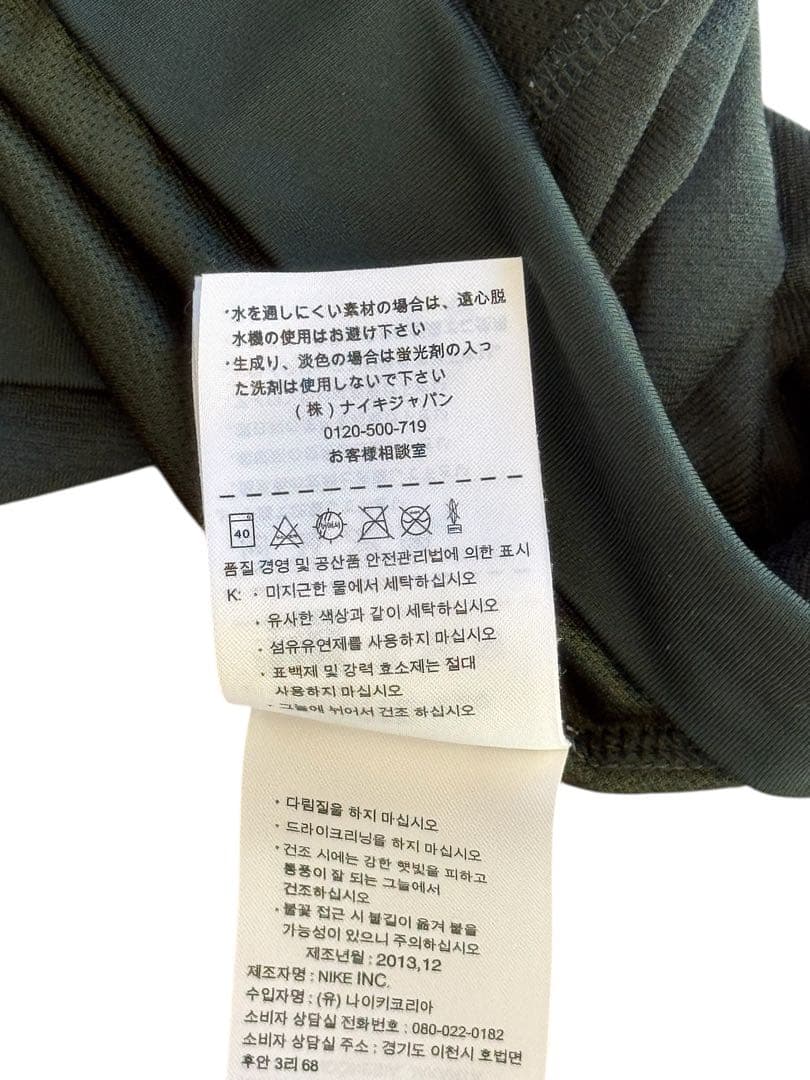 ・水を通しにくい素材の場合は、遠心脱
水機の使用はお避け下さい
・生成り、淡色の場合は蛍光剤の入っ
た洗剤は使用しないで下さい
(株)ナイキジャパン
0120-500-719
お客様相談室
40
품질 경영 및 공산품 안전관리법에 의한 표시
K: · 미지근한 물에서 세탁하십시오
· 유사한 색상과 같이 세탁하십시오
· 섬유유연제를 사용하지 마십시오
· 표백제 및 강력 효소제는 절대
사용하지 마십시오
· 그늘에 뉘어서 건조 하십시오
· 다림질을 하지 마십시오
· 드라이크리닝을 하지 마십시오
· 건조 시에는 강한 햇빛을 피하고
통풍이 잘 되는 그늘에서
건조하십시오
· 불꽃 접근 시 불길이 옮겨 붙을
가능성이 있으니 주의하십시오
제조년월 : 2013,12
제조자명 : NIKE INC.
수입자명 : (유) 나이키코리아
소비자 상담실 전화번호 : 080-022-0182
소비자 상담실 주소 : 경기도 이천시 호법면
후안 3리 68